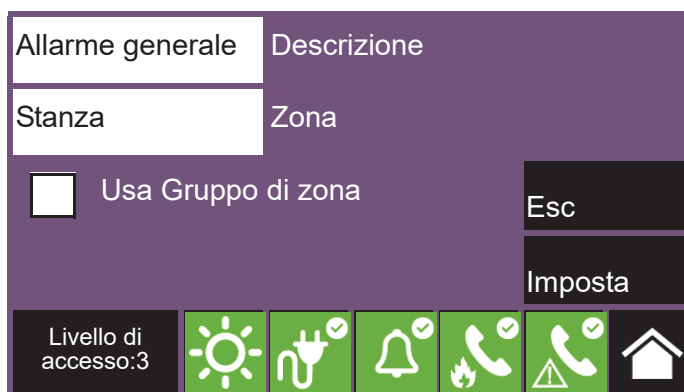 Allarme generale Descrizione
Stanza Zona
Usa Gruppo di zona
Esc
Imposta
Livello di
accesso:3